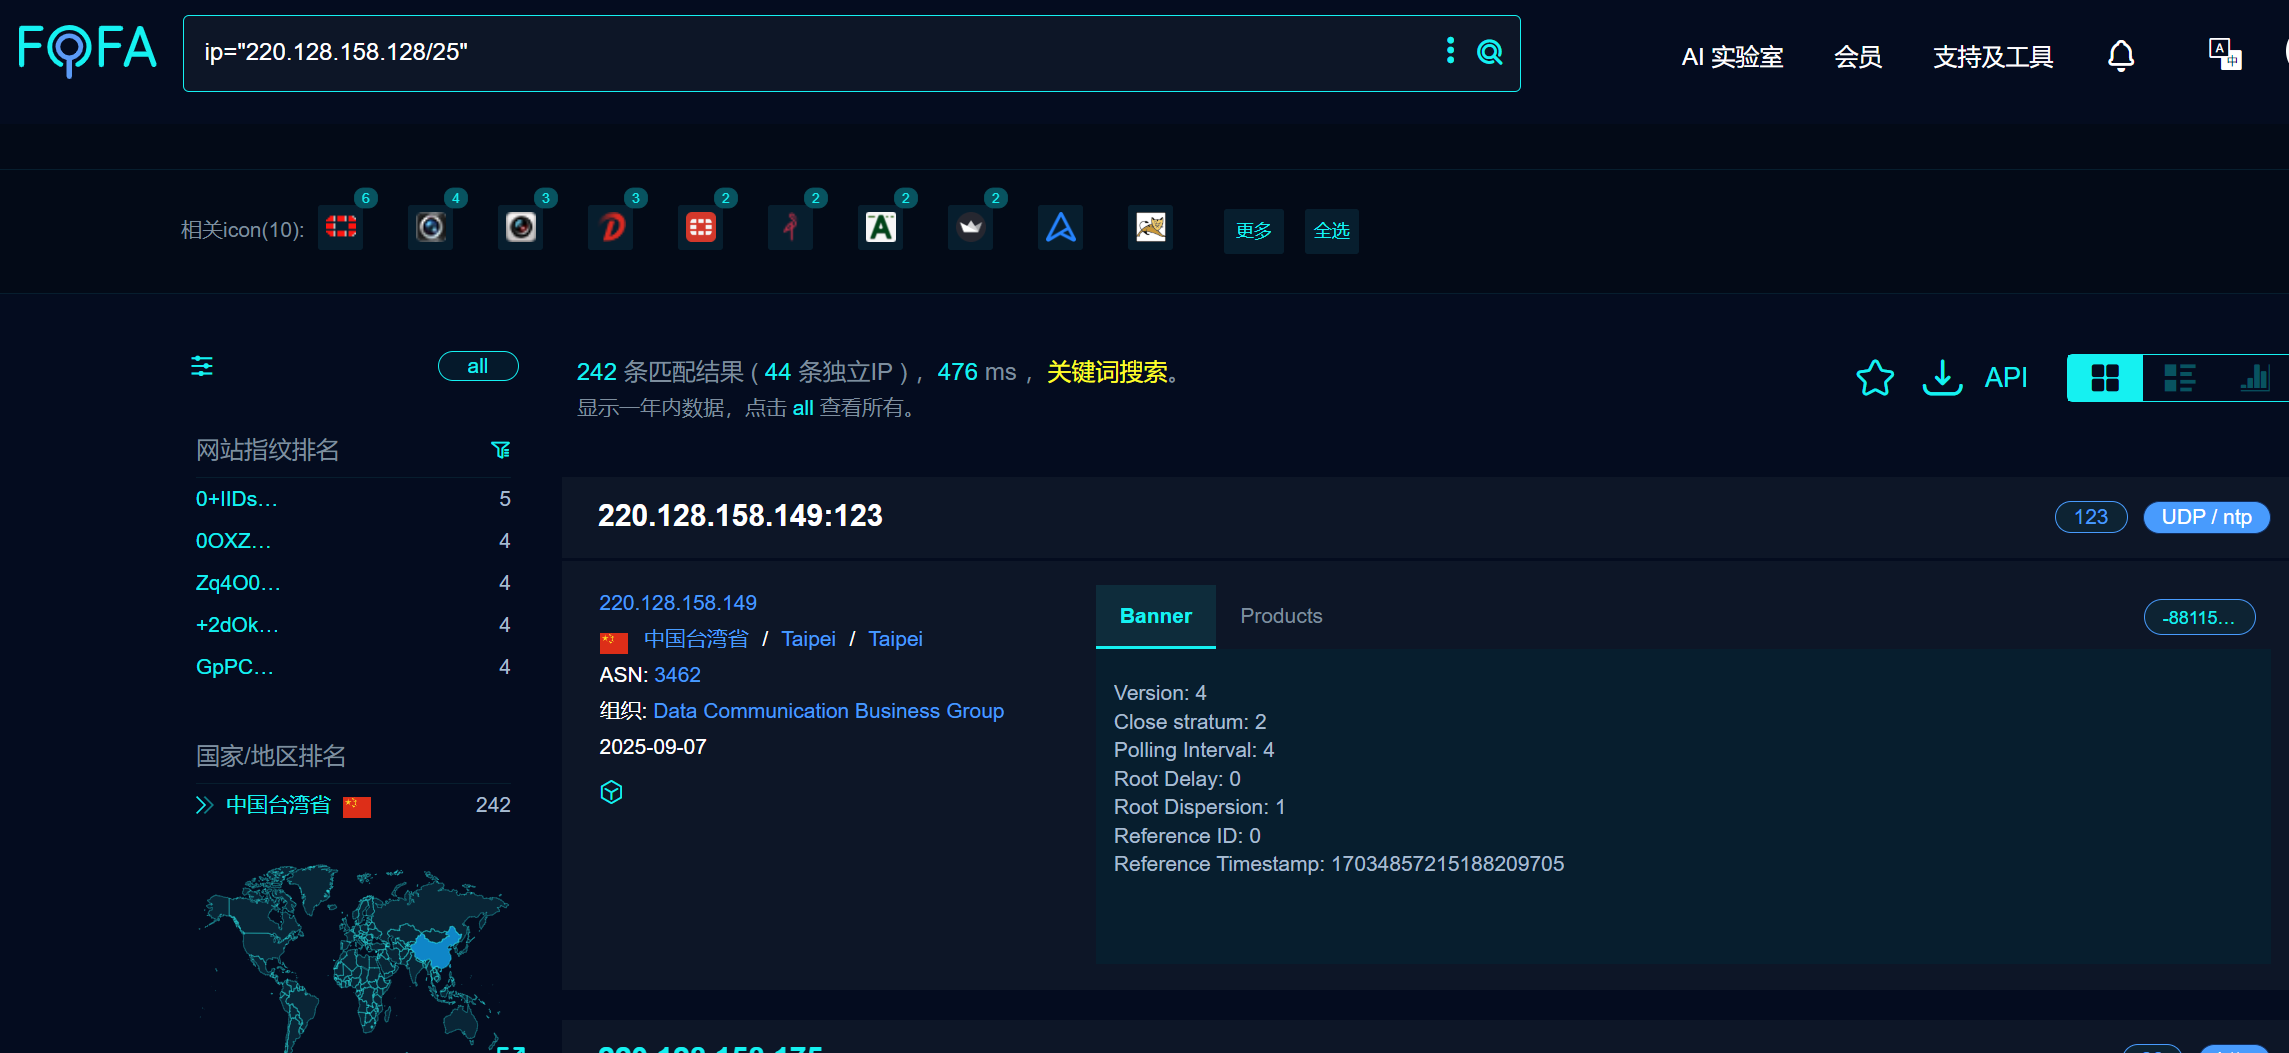 FOFA
ip="220.128.158.128/25"
AI 实验室
会员
支持及工具
A 中
相关icon(10):
6
4
3
3
2
2
2
2
更多
全选
all
242 条匹配结果 ( 44 条独立IP ) ，476 ms ，关键词搜索。
显示一年内数据，点击 all 查看所有。
API
网站指纹排名
0+IIDs... 5
0OXZ... 4
Zq4O0... 4
+2dOk... 4
GpPC... 4
国家/地区排名
中国台湾省 242
220.128.158.149:123
123
UDP / ntp
220.128.158.149
中国台湾省 / Taipei / Taipei
ASN: 3462
组织: Data Communication Business Group
2025-09-07
Banner
Products
-88115...
Version: 4
Close stratum: 2
Polling Interval: 4
Root Delay: 0
Root Dispersion: 1
Reference ID: 0
Reference Timestamp: 17034857215188209705
220.128.158.175